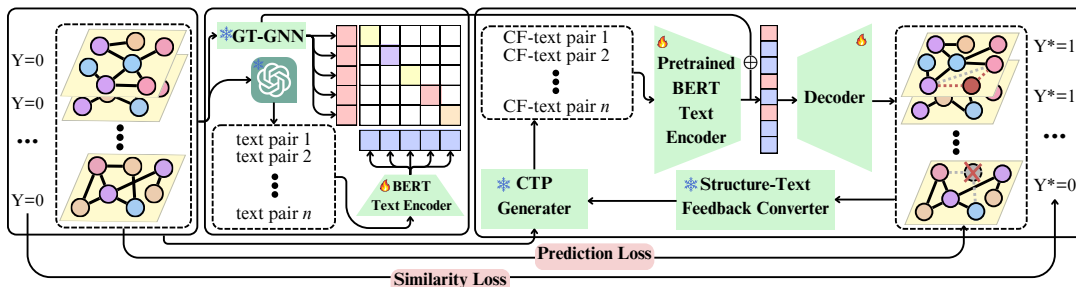 Y=0
Y=0
...
Y=0
GT-GNN
text pair 1
text pair 2
text pair n
BERT
Text Encoder
CF-text pair 1
CF-text pair 2
CF-text pair n
CTP
Generater
Pretrained
BERT
Text
Encoder
Decoder
Structure-Text
Feedback Converter
Y*=1
Y*=1
...
Y*=0
Prediction Loss
Similarity Loss